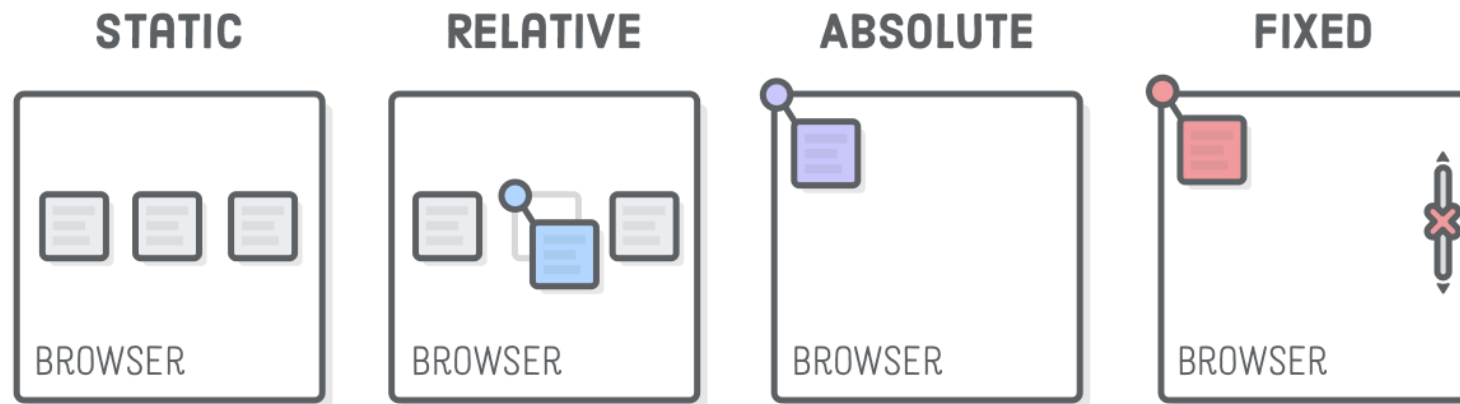 STATIC
RELATIVE
ABSOLUTE
FIXED
BROWSER
BROWSER
BROWSER
BROWSER